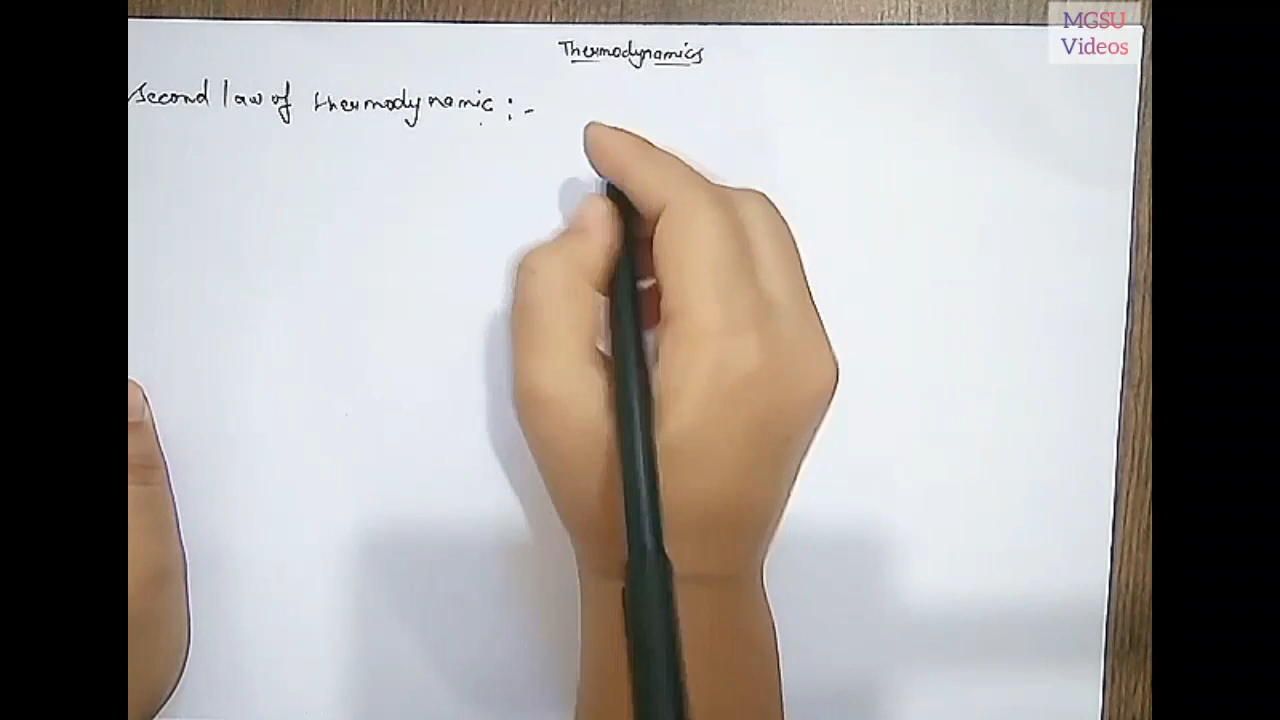 MGSU
Videos
Thermodynamics
Second law of thermodynamic :-